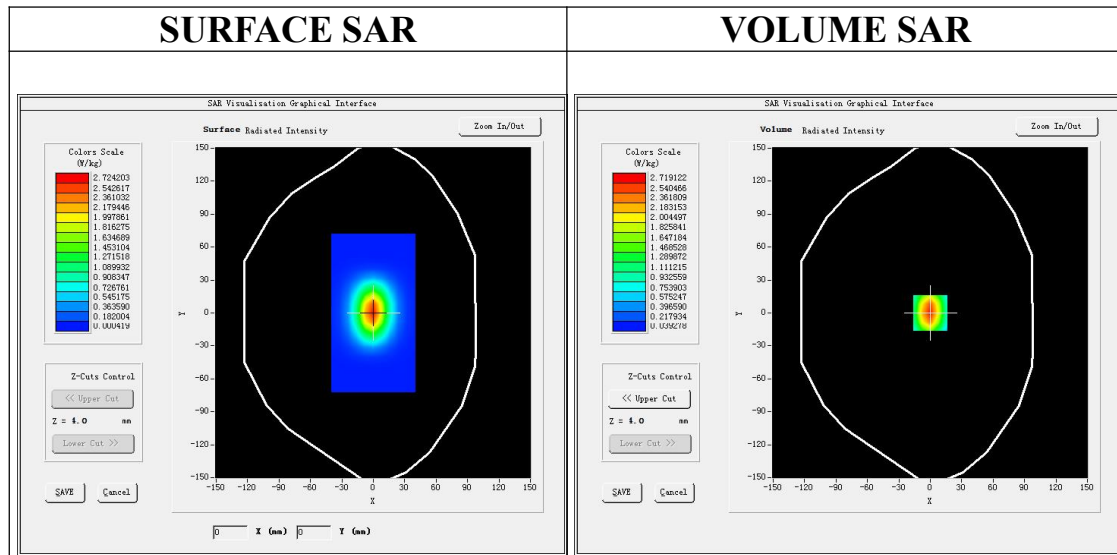 SURFACE SAR
VOLUME SAR
SAR Visualisation Graphical Interface
Surface Radiated Intensity
Zoom In/Out
Colors Scale
(W/kg)
2.724203
2.542617
2.361032
2.179446
1.997861
1.816275
1.634689
1.453104
1.271518
1.089932
0.908347
0.726761
0.545175
0.363590
0.182004
0.000419
Z-Cuts Control
<< Upper Cut
Z = 4.0 mm
Lower Cut >>
SAVE Cancel
150
120
90
60
30
0
-30
-60
-90
-120
-150
Y
-150 -120 -90 -60 -30 0 30 60 90 120 150
X
0 X (mm) 0 Y (mm)
SAR Visualisation Graphical Interface
Volume Radiated Intensity
Zoom In/Out
Colors Scale
(W/kg)
2.719122
2.540466
2.361809
2.183153
2.004497
1.825841
1.647184
1.468528
1.289872
1.111215
0.932559
0.753903
0.575247
0.396590
0.217934
0.039278
Z-Cuts Control
<< Upper Cut
Z = 4.0 mm
Lower Cut >>
SAVE Cancel
150
120
90
60
30
0
-30
-60
-90
-120
-150
Y
-150 -120 -90 -60 -30 0 30 60 90 120 150
X